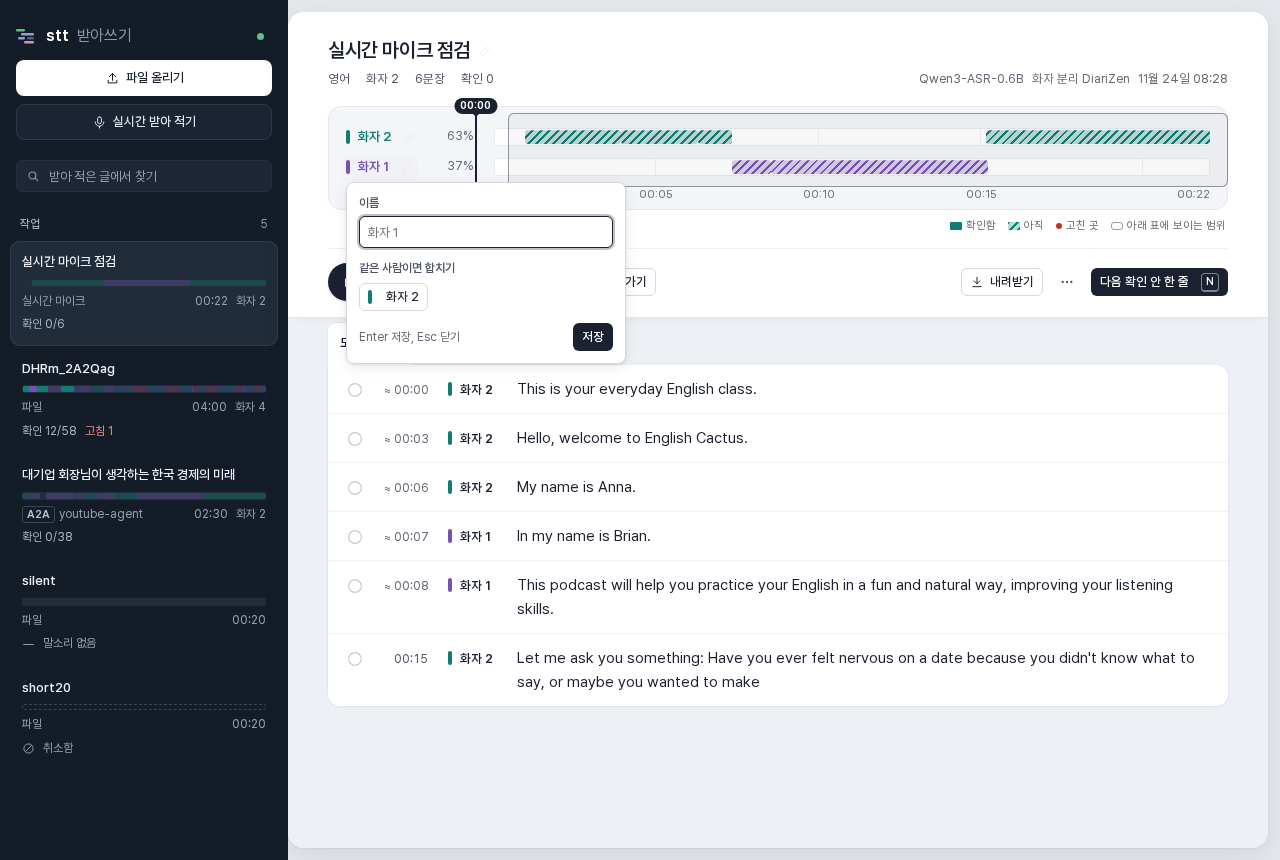 stt 받아쓰기
파일 올리기
실시간 받아 적기
받아 적은 글에서 찾기
작업 5
실시간 마이크 점검
실시간 마이크 00:22 화자 2
확인 0/6
DHRm_2A2Qag
파일 04:00 화자 4
확인 12/58 고침 1
대기업 회장님이 생각하는 한국 경제의 미래
A2A youtube-agent 02:30 화자 2
확인 0/38
silent
파일 00:20
— 말소리 없음
short20
파일 00:20
취소함
실시간 마이크 점검
영어 화자 2 6문장 확인 0 Qwen3-ASR-0.6B 화자 분리 DiariZen 11월 24일 08:28
00:00
화자 2 63%
화자 1 37%
00:05 00:10 00:15 00:22
확인함 아직 고친 곳 아래 표에 보이는 범위
이름
화자 1
같은 사람이면 합치기
화자 2
Enter 저장, Esc 닫기 저장
가기 내려받기 ··· 다음 확인 안 한 줄 N
≈ 00:00 화자 2 This is your everyday English class.
≈ 00:03 화자 2 Hello, welcome to English Cactus.
≈ 00:06 화자 2 My name is Anna.
≈ 00:07 화자 1 In my name is Brian.
≈ 00:08 화자 1 This podcast will help you practice your English in a fun and natural way, improving your listening
skills.
00:15 화자 2 Let me ask you something: Have you ever felt nervous on a date because you didn't know what to
say, or maybe you wanted to make